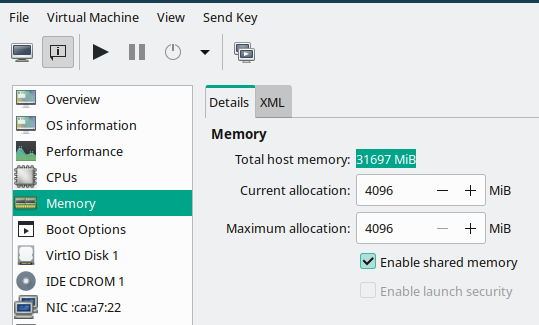 File Virtual Machine View Send Key
Details XML
Overview
OS information
Performance
CPUs
Memory
Boot Options
VirtIO Disk 1
IDE CDROM 1
NIC :ca:a7:22
Memory
Total host memory: 31697 MiB
Current allocation: 4096 MiB
Maximum allocation: 4096 MiB
Enable shared memory
Enable launch security